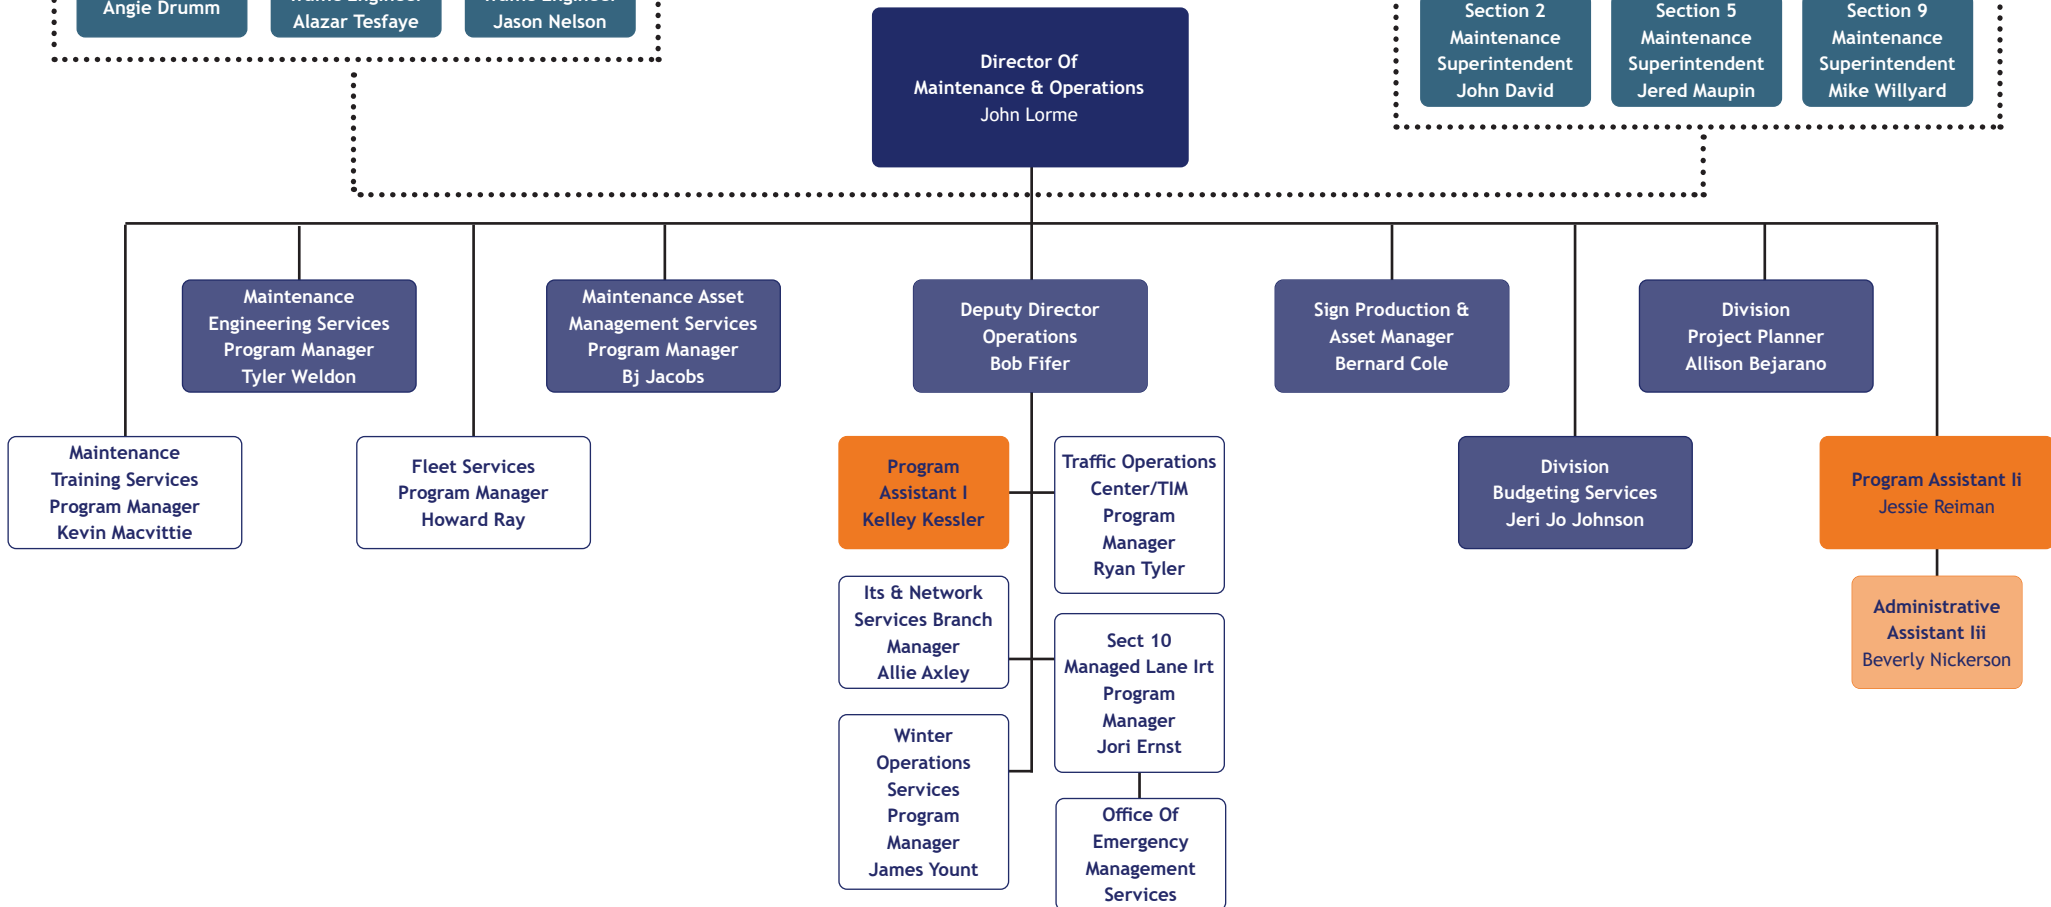 Angie Drumm
Alazar Tesfaye
Jason Nelson
Section 2
Maintenance
Superintendent
John David
Section 5
Maintenance
Superintendent
Jered Maupin
Section 9
Maintenance
Superintendent
Mike Willyard
Director Of
Maintenance & Operations
John Lorme
Maintenance
Engineering Services
Program Manager
Tyler Weldon
Maintenance Asset
Management Services
Program Manager
Bj Jacobs
Deputy Director
Operations
Bob Fifer
Sign Production &
Asset Manager
Bernard Cole
Division
Project Planner
Allison Bejarano
Maintenance
Training Services
Program Manager
Kevin Macvittie
Fleet Services
Program Manager
Howard Ray
Program
Assistant I
Kelley Kessler
Traffic Operations
Center/TIM
Program
Manager
Ryan Tyler
Division
Budgeting Services
Jeri Jo Johnson
Program Assistant Ii
Jessie Reiman
Its & Network
Services Branch
Manager
Allie Axley
Sect 10
Managed Lane Irt
Program
Manager
Jori Ernst
Administrative
Assistant Iii
Beverly Nickerson
Winter
Operations
Services
Program
Manager
James Yount
Office Of
Emergency
Management
Services